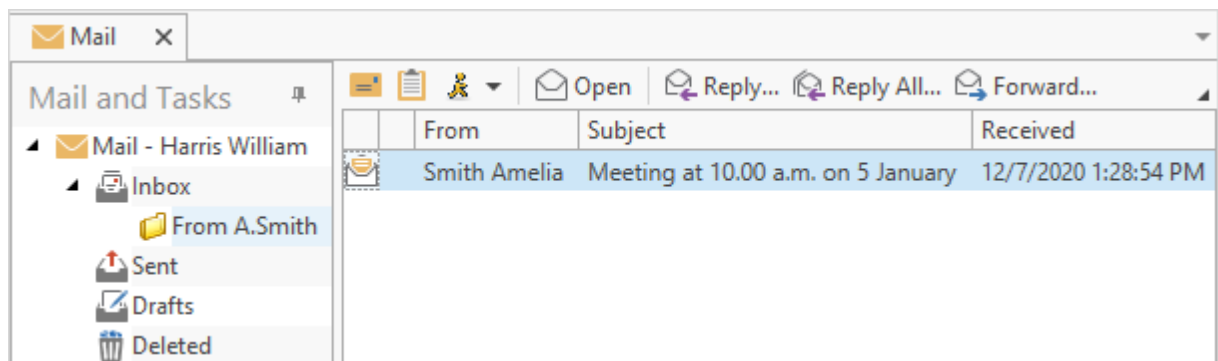 Mail
Mail and Tasks
Mail - Harris William
Inbox
From A.Smith
Sent
Drafts
Deleted
Open Reply... Reply All... Forward...
From Subject Received
Smith Amelia Meeting at 10.00 a.m. on 5 January 12/7/2020 1:28:54 PM